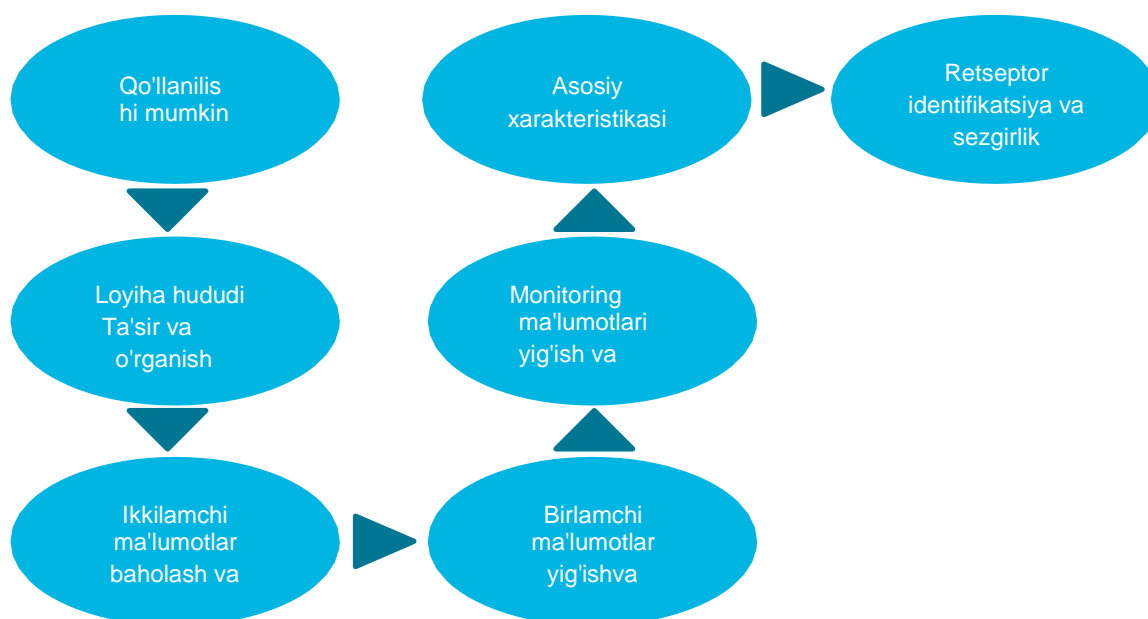 Qo'llanilis
hi mumkin
Loyiha hududi
Ta'sir va
o'rganish
Ikkilamchi
ma'lumotlar
baholash va
Birlamchi
ma'lumotlar
yig'ishva
Monitoring
ma'lumotlari
yig'ish va
Asosiy
xarakteristikasi
Retseptor
identifikatsiya va
sezgirlik